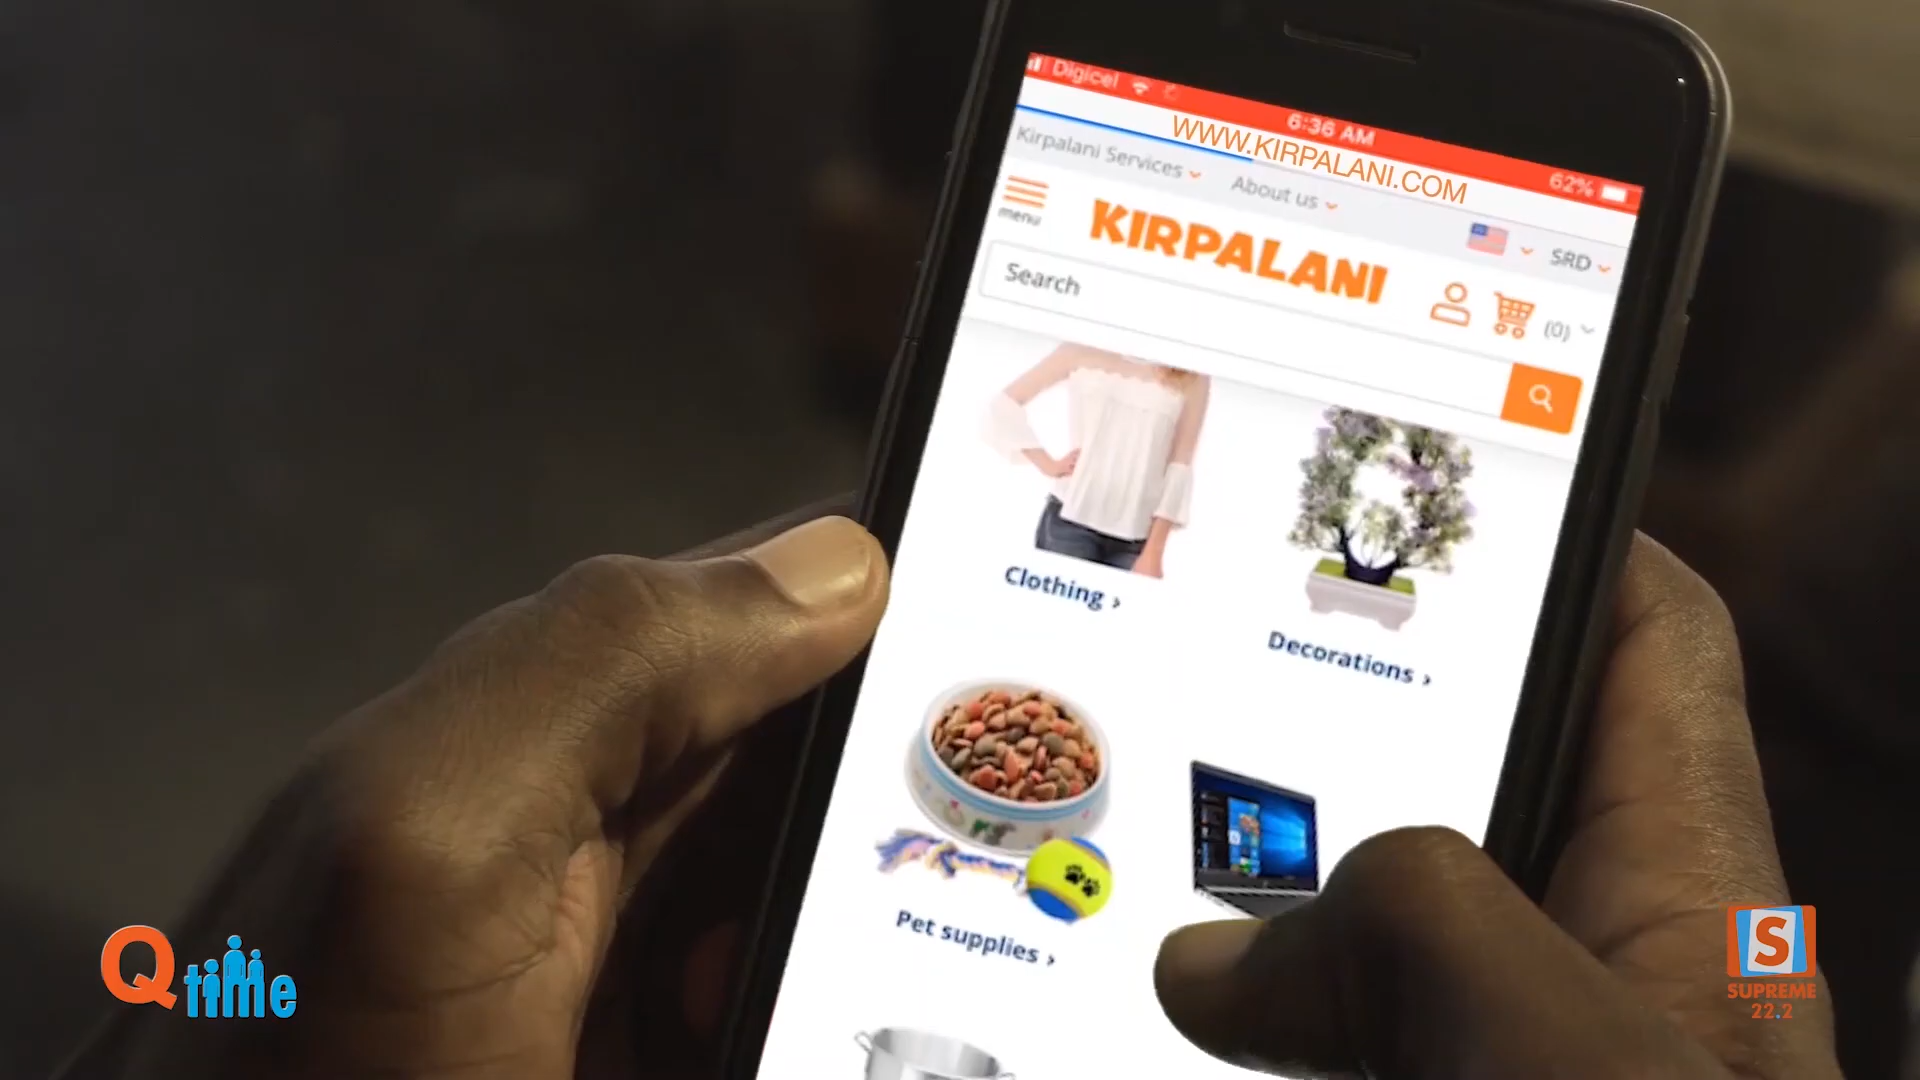 Digicel
6:36 AM
62%
WWW.KIRPALANI.COM
Kirpalani Services
About us
menu
KIRPALANI
SRD
Search
(0)
Clothing ›
Decorations ›
Pet supplies ›
Q time
S
SUPREME
22.2